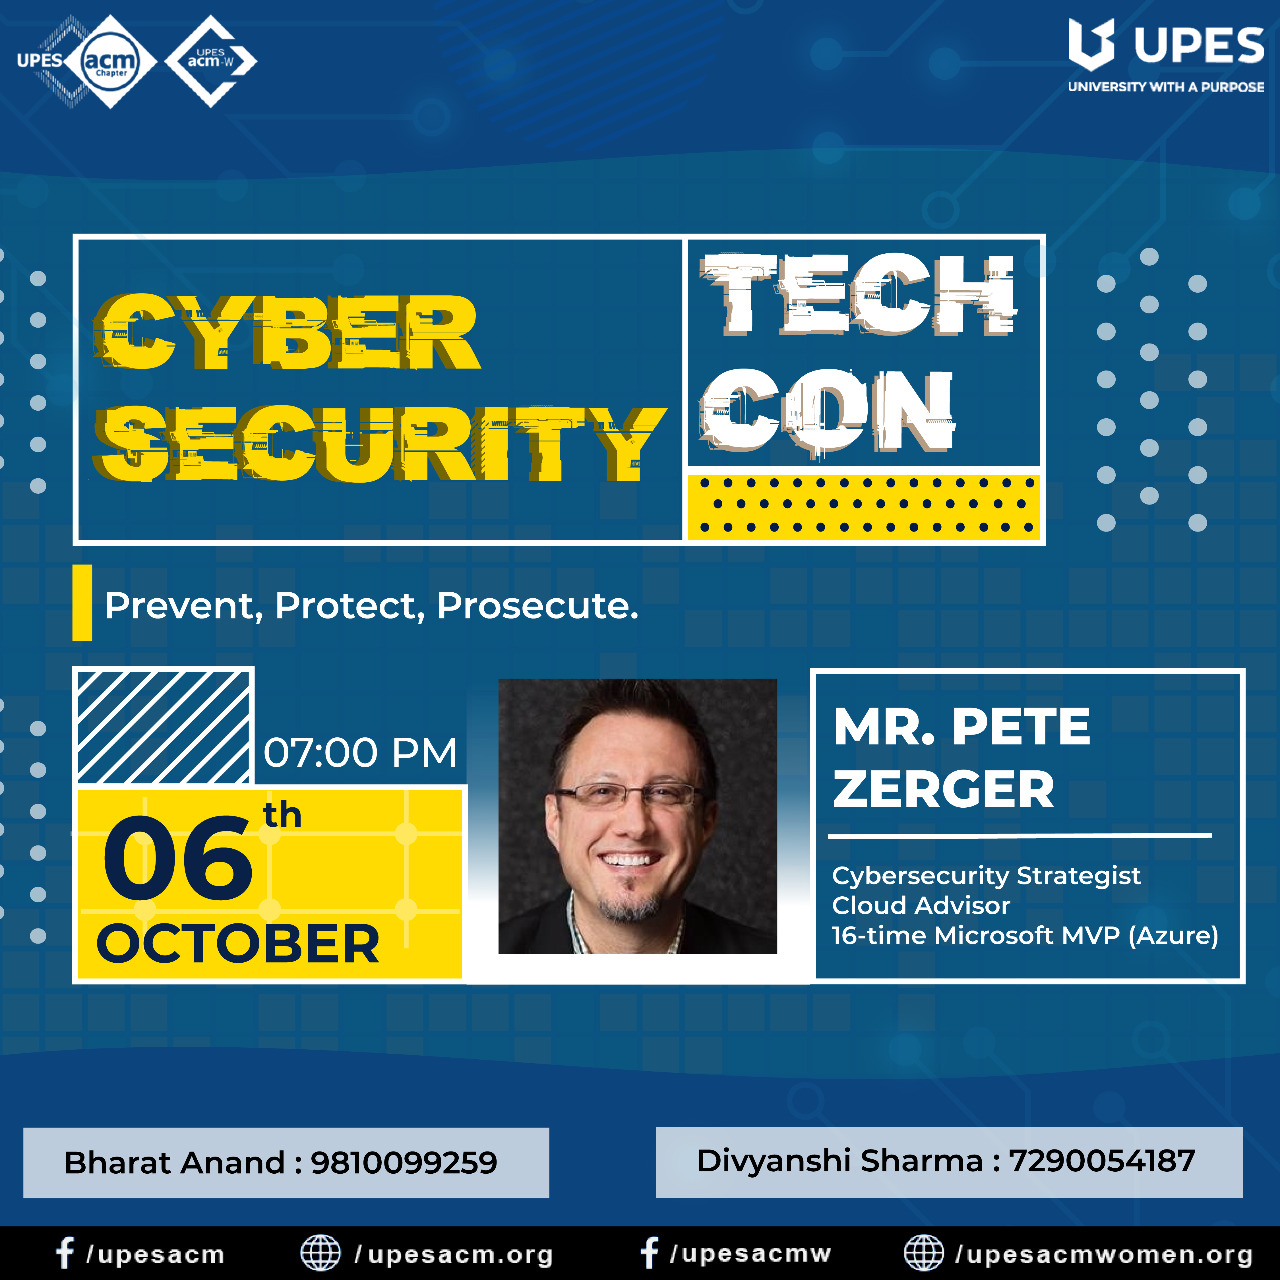 UPES acm Chapter
UPES acm-W
UPES
UNIVERSITY WITH A PURPOSE
CYBER
SECURITY
TECH
CON
Prevent, Protect, Prosecute.
07:00 PM
06th
OCTOBER
MR. PETE
ZERGER
Cybersecurity Strategist
Cloud Advisor
16-time Microsoft MVP (Azure)
Bharat Anand : 9810099259
Divyanshi Sharma : 7290054187
/upesacm
/upesacm.org
/upesacmw
/upesacmwomen.org